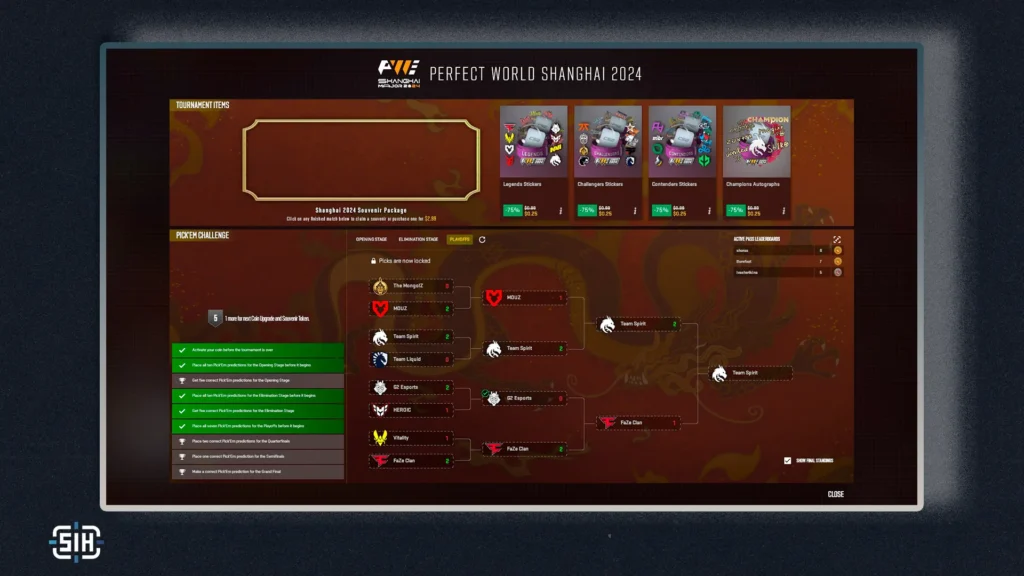 PWE
SHANGHAI
MAJOR 2024
PERFECT WORLD SHANGHAI 2024
TOURNAMENT ITEMS
Shanghai 2024 Souvenir Package
Click on any finished match below to claim a souvenir or purchase one for $2.99
LEGENDS
Legends Stickers
-75%
$0.99
$0.25
CHALLENGERS
Challengers Stickers
-75%
$0.99
$0.25
CONTENDERS
Contenders Stickers
-75%
$0.99
$0.25
CHAMPION
Champions Autographs
-75%
$0.99
$0.25
PICK'EM CHALLENGE
OPENING STAGE
ELIMINATION STAGE
PLAYOFFS
Picks are now locked
ACTIVE PASS LEADERBOARDS
8
7
5
5
1 more for next Coin Upgrade and Souvenir Token.
Activate your coin before the tournament is over
Place all ten Pick'Em predictions for the Opening Stage before it begins
Get five correct Pick'Em predictions for the Opening Stage
Place all ten Pick'Em predictions for the Elimination Stage before it begins
Get five correct Pick'Em predictions for the Elimination Stage
Place all seven Pick'Em predictions for the Playoffs before it begins
Place two correct Pick'Em predictions for the Quarterfinals
Place one correct Pick'Em prediction for the Semifinals
Make a correct Pick'Em prediction for the Grand Final
The MongolZ 0
MOUZ 2
Team Spirit 2
Team Liquid 0
G2 Esports 2
HEROIC 1
Vitality 1
FaZe Clan 2
MOUZ 1
Team Spirit 2
G2 Esports 0
FaZe Clan 2
Team Spirit 2
FaZe Clan 1
Team Spirit
SHOW FINAL STANDINGS
CLOSE
SIH